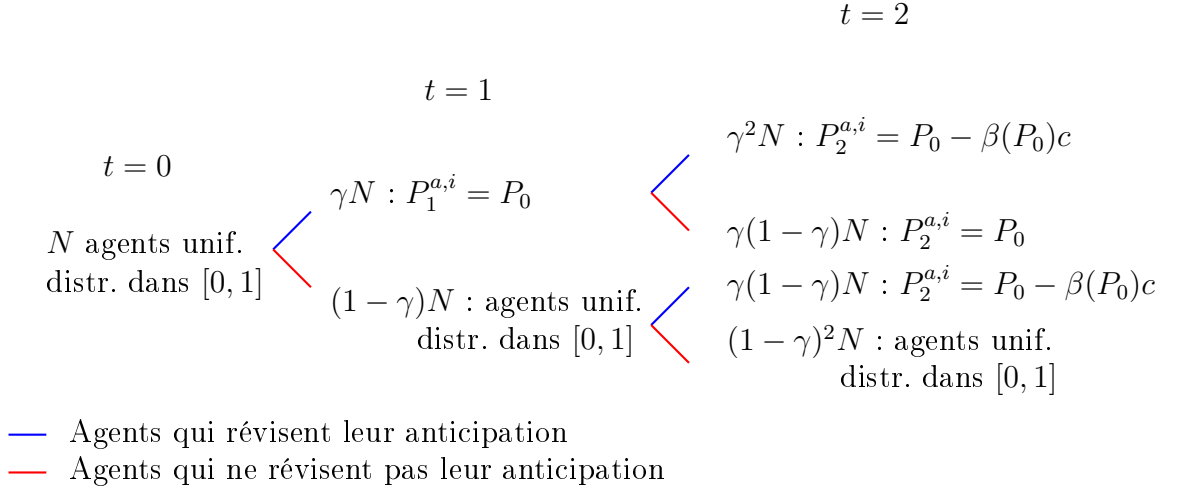 t = 2
t = 1
t = 0
γ²N : P₂^{a,i} = P₀ − β(P₀)c
γN : P₁^{a,i} = P₀
γ(1 − γ)N : P₂^{a,i} = P₀
N agents unif.
distr. dans [0, 1]
γ(1 − γ)N : P₂^{a,i} = P₀ − β(P₀)c
(1 − γ)N : agents unif.
distr. dans [0, 1]
(1 − γ)²N : agents unif.
distr. dans [0, 1]
Agents qui révisent leur anticipation
Agents qui ne révisent pas leur anticipation